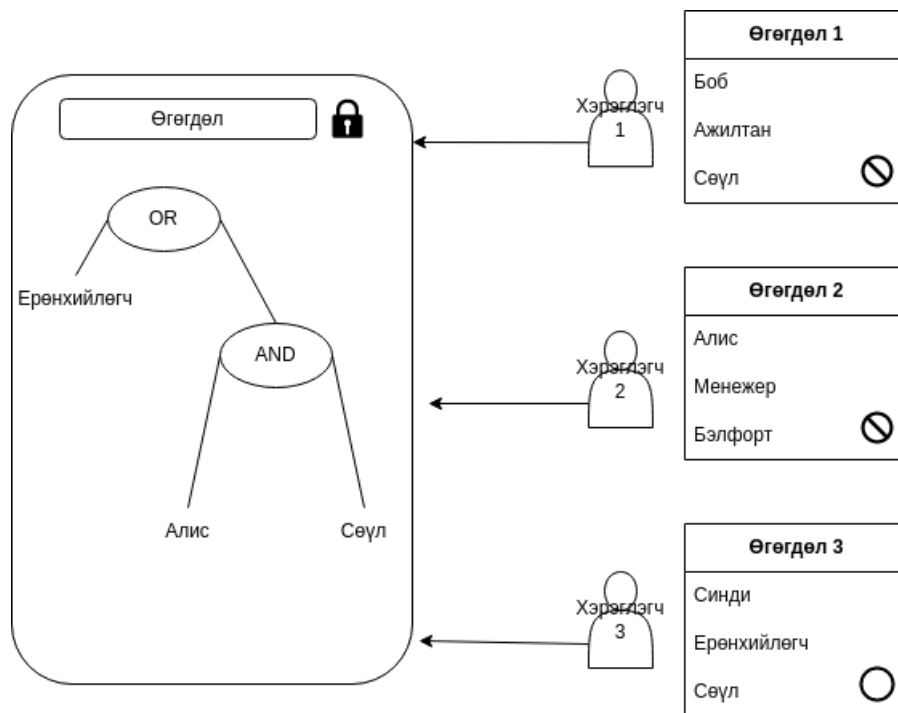 Өгөгдөл
OR
Ерөнхийлөгч
AND
Алис
Сөүл
Хэрэглэгч
1
Хэрэглэгч
2
Хэрэглэгч
3
Өгөгдөл 1
Боб
Ажилтан
Сөүл
Өгөгдөл 2
Алис
Менежер
Бэлфорт
Өгөгдөл 3
Синди
Ерөнхийлөгч
Сөүл